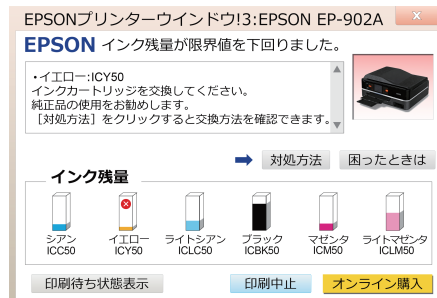 EPSONプリンターウインドウ!3:EPSON EP-902A
EPSON インク残量が限界値を下回りました。
・イエロー:ICY50
インクカートリッジを交換してください。
純正品の使用をお勧めします。
［対処方法］をクリックすると交換方法を確認できます。
対処方法 困ったときは
インク残量
シアン イエロー ライトシアン ブラック マゼンタ ライトマゼンタ
ICC50 ICY50 ICLC50 ICBK50 ICM50 ICLM50
印刷待ち状態表示 印刷中止 オンライン購入